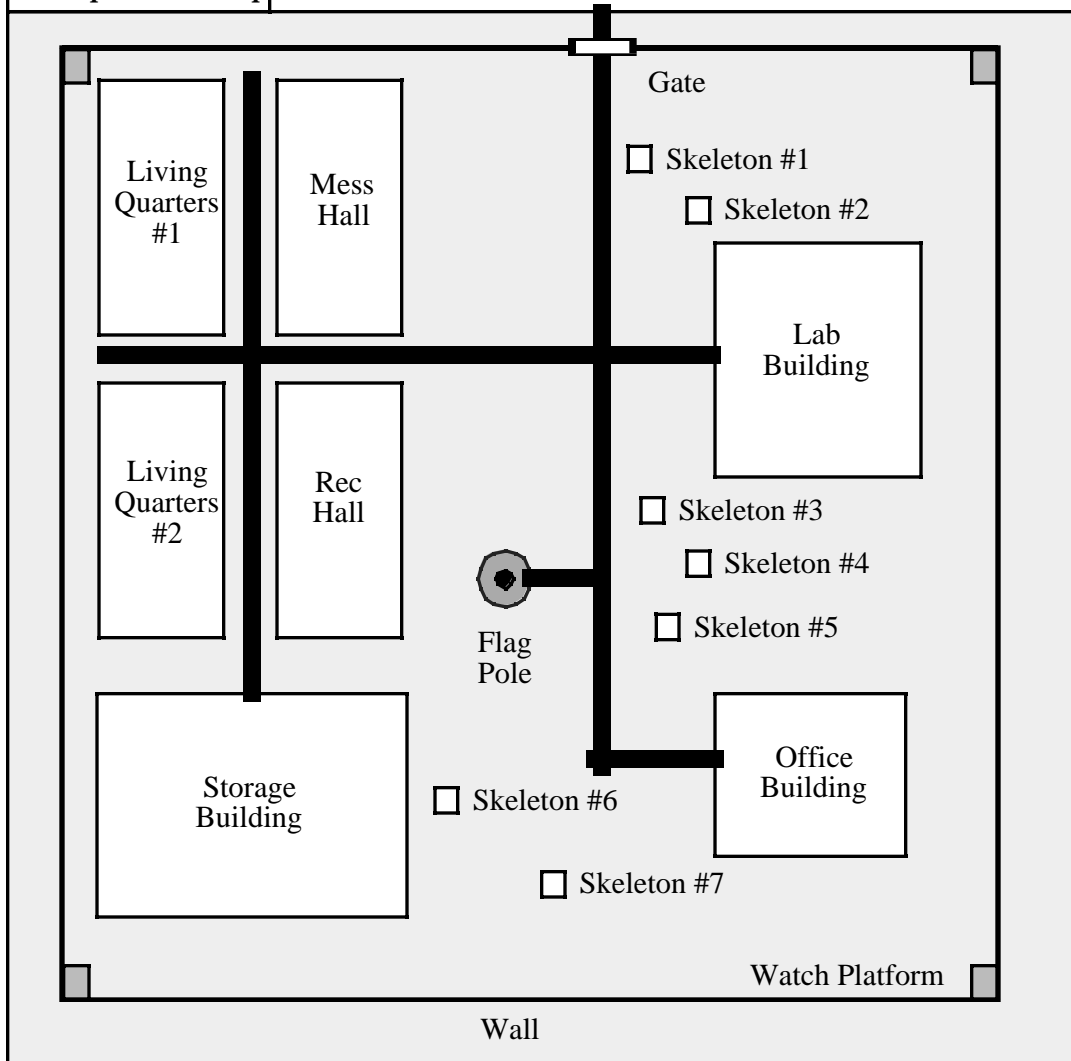 Gate
Skeleton #1
Skeleton #2
Living
Quarters
#1
Mess
Hall
Lab
Building
Living
Quarters
#2
Rec
Hall
Skeleton #3
Skeleton #4
Skeleton #5
Flag
Pole
Storage
Building
Skeleton #6
Office
Building
Skeleton #7
Watch Platform
Wall